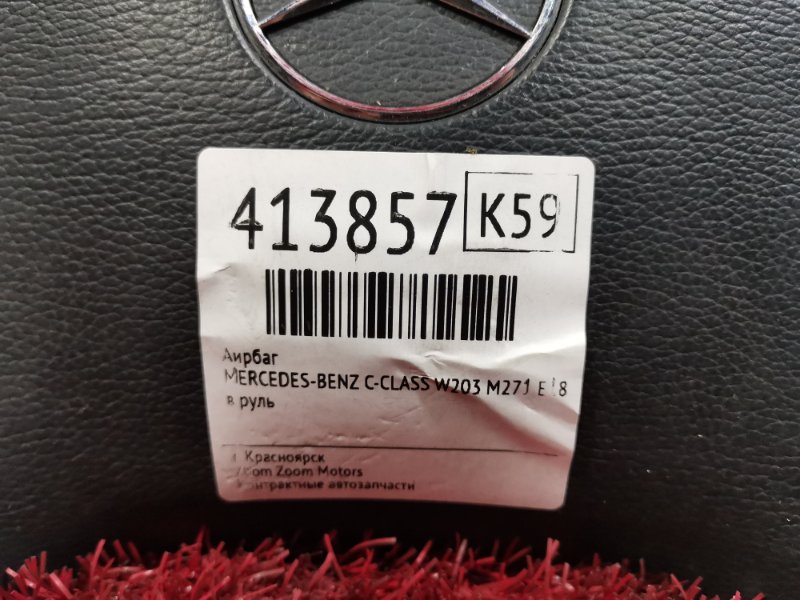 413857 K59
Аирбаг
MERCEDES-BENZ C-CLASS W203 M271
в руль
Красноярск
Zoom Motors
автозапчасти